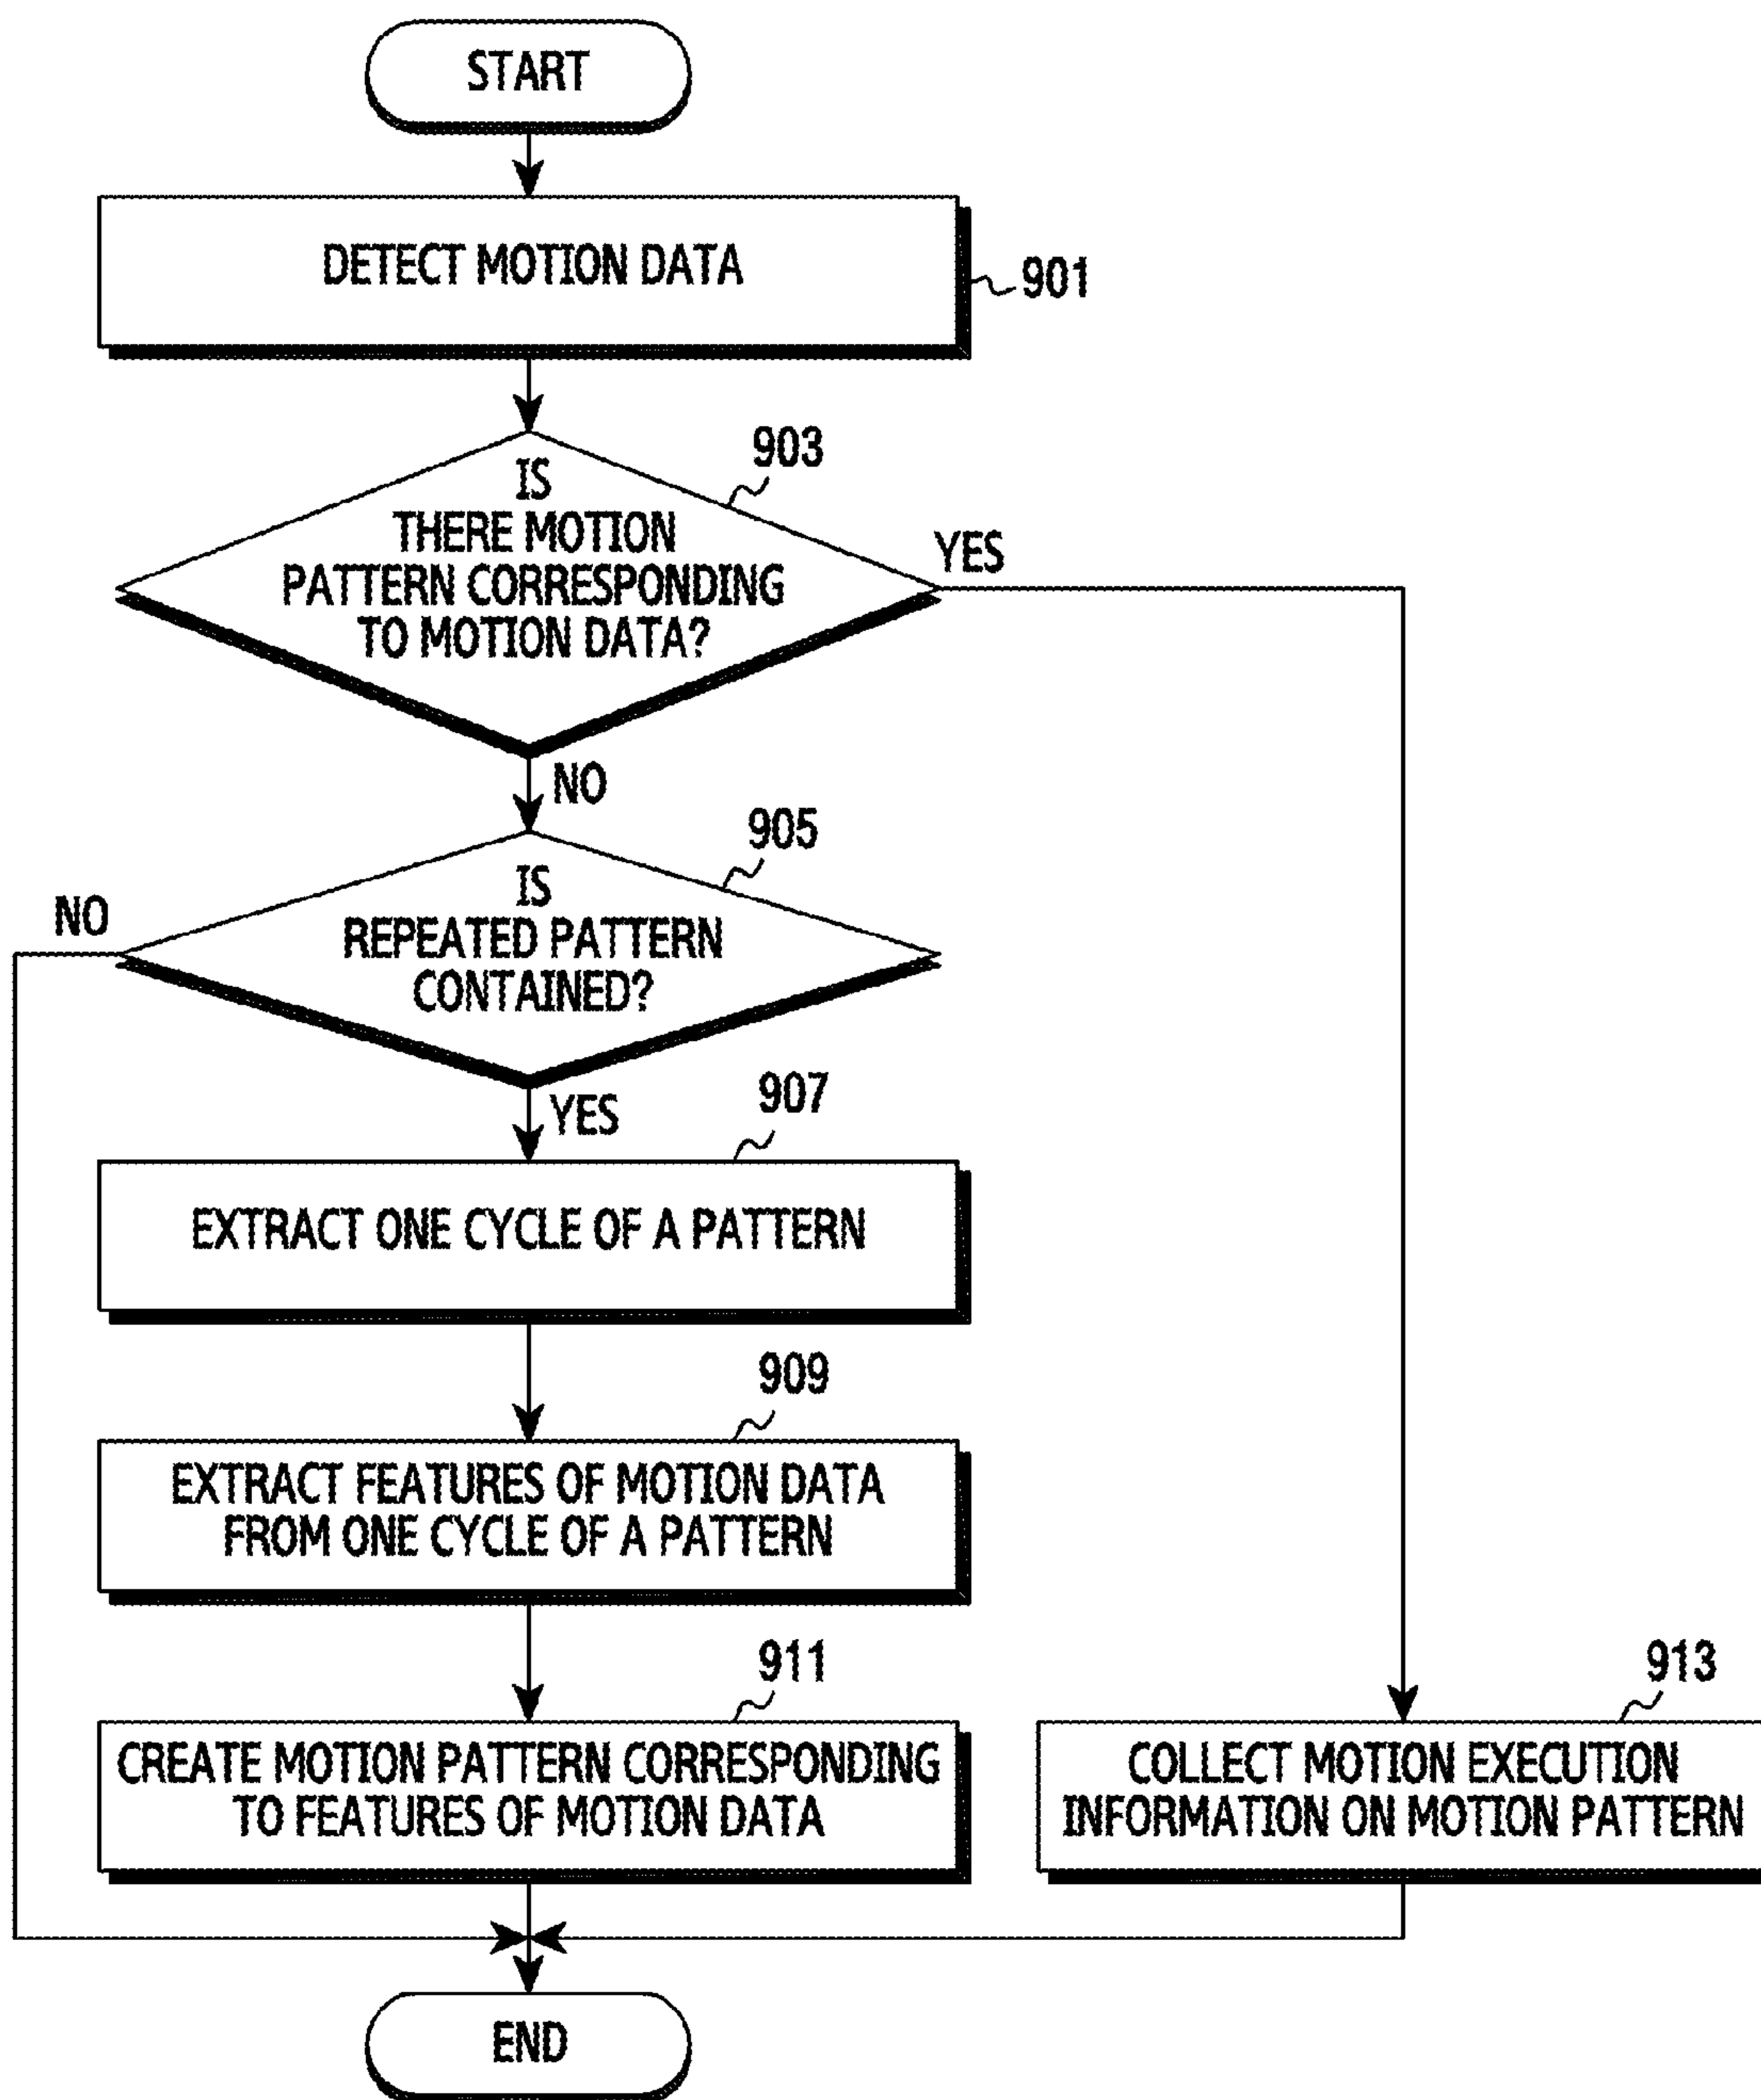 START
DETECT MOTION DATA
901
903
IS
THERE MOTION
PATTERN CORRESPONDING
TO MOTION DATA?
YES
NO
905
IS
REPEATED PATTERN
CONTAINED?
NO
YES
907
EXTRACT ONE CYCLE OF A PATTERN
909
EXTRACT FEATURES OF MOTION DATA
FROM ONE CYCLE OF A PATTERN
911
CREATE MOTION PATTERN CORRESPONDING
TO FEATURES OF MOTION DATA
913
COLLECT MOTION EXECUTION
INFORMATION ON MOTION PATTERN
END